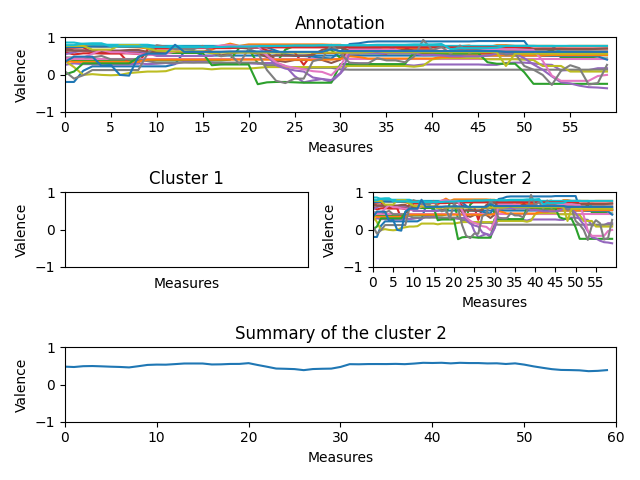 Annotation
Valence
1
0
−1
0 5 10 15 20 25 30 35 40 45 50 55
Measures
Cluster 1
Cluster 2
Valence
1
0
−1
Measures
Valence
1
0
−1
0 5 10 15 20 25 30 35 40 45 50 55
Measures
Summary of the cluster 2
Valence
1
0
−1
0 10 20 30 40 50 60
Measures